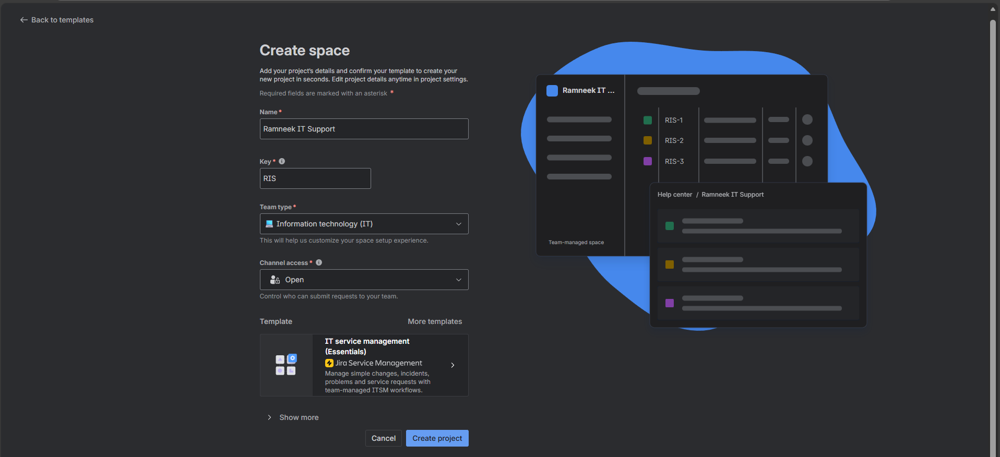 Back to templates
Create space
Add your project's details and confirm your template to create your
new project in seconds. Edit project details anytime in project settings.
Required fields are marked with an asterisk *
Name *
Ramneek IT Support
Key *
RIS
Team type *
Information technology (IT)
This will help us customize your space setup experience.
Channel access *
Open
Control who can submit requests to your team.
Template
More templates
IT service management
(Essentials)
Jira Service Management
Manage simple changes, incidents,
problems and service requests with
team-managed ITSM workflows.
Show more
Cancel
Create project
Ramneek IT ...
RIS-1
RIS-2
RIS-3
Team-managed space
Help center / Ramneek IT Support